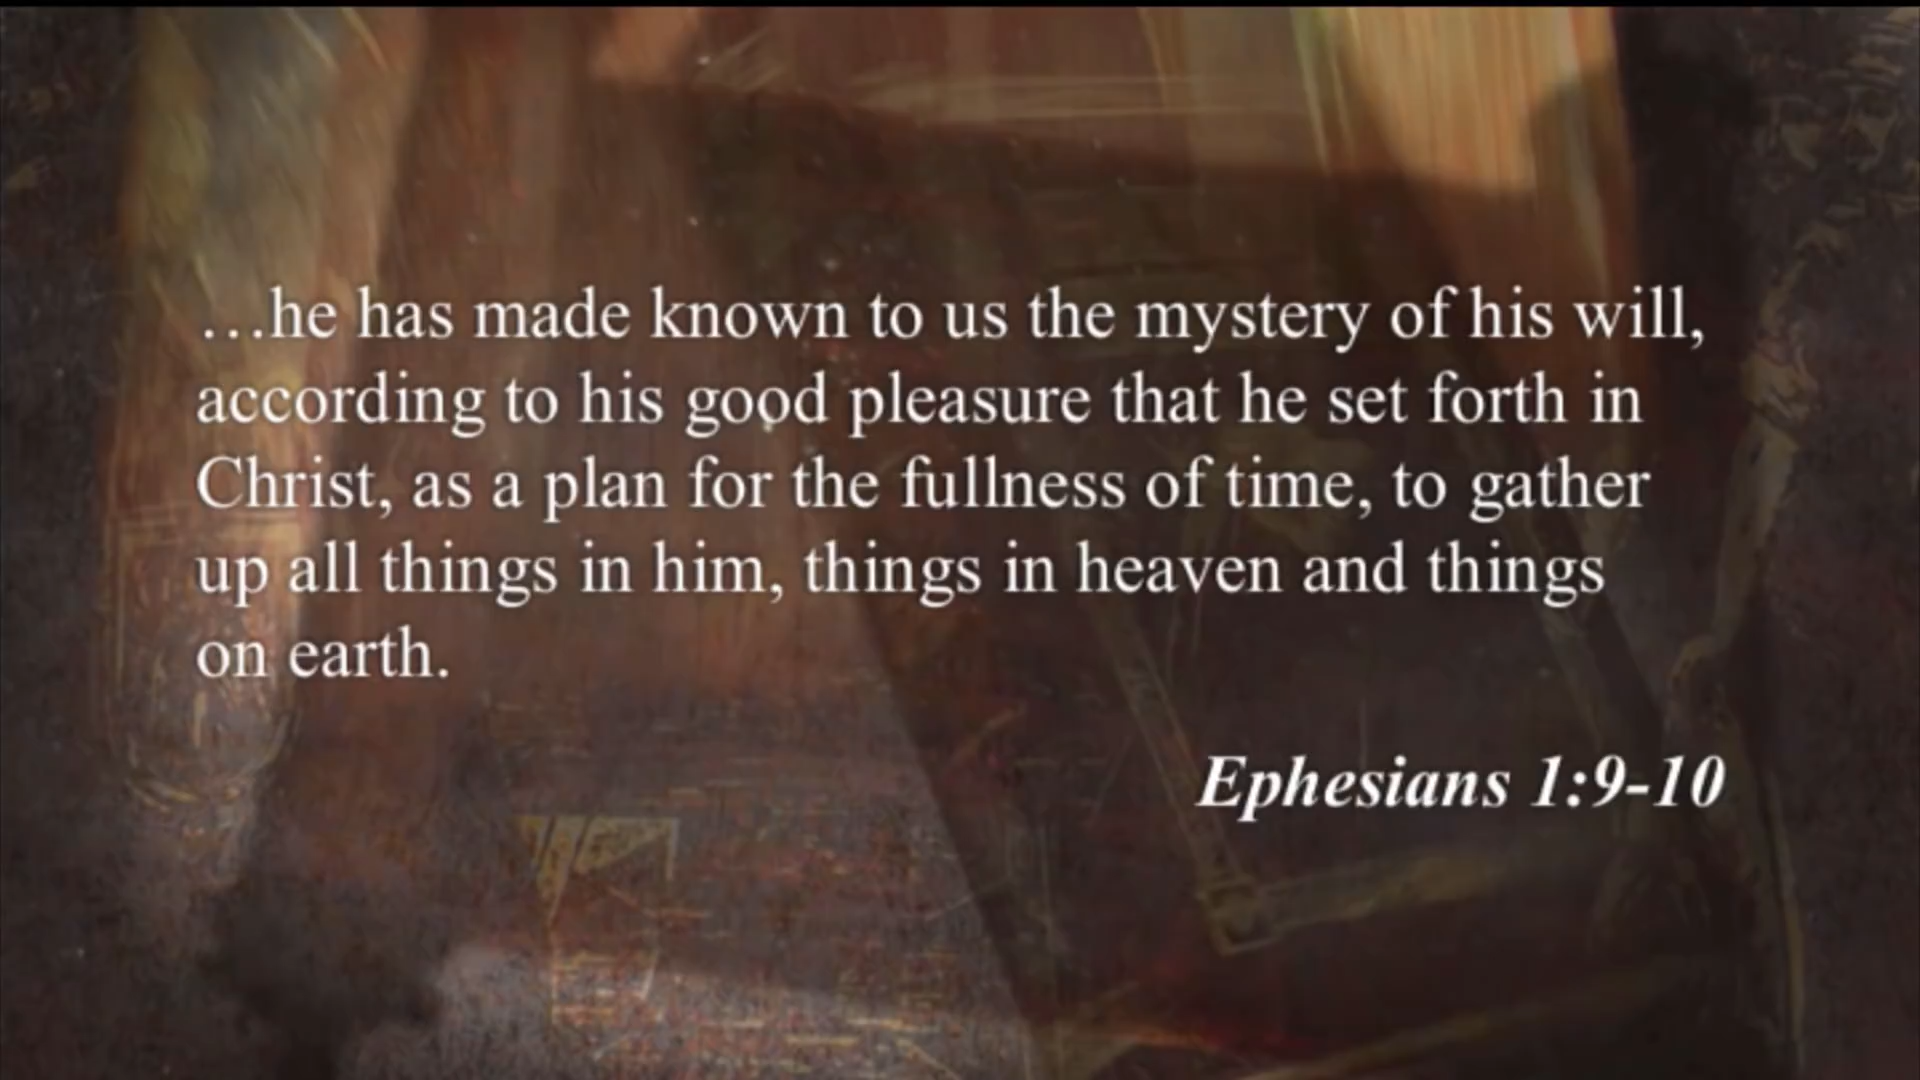 …he has made known to us the mystery of his will,
according to his good pleasure that he set forth in
Christ, as a plan for the fullness of time, to gather
up all things in him, things in heaven and things
on earth.
Ephesians 1:9-10